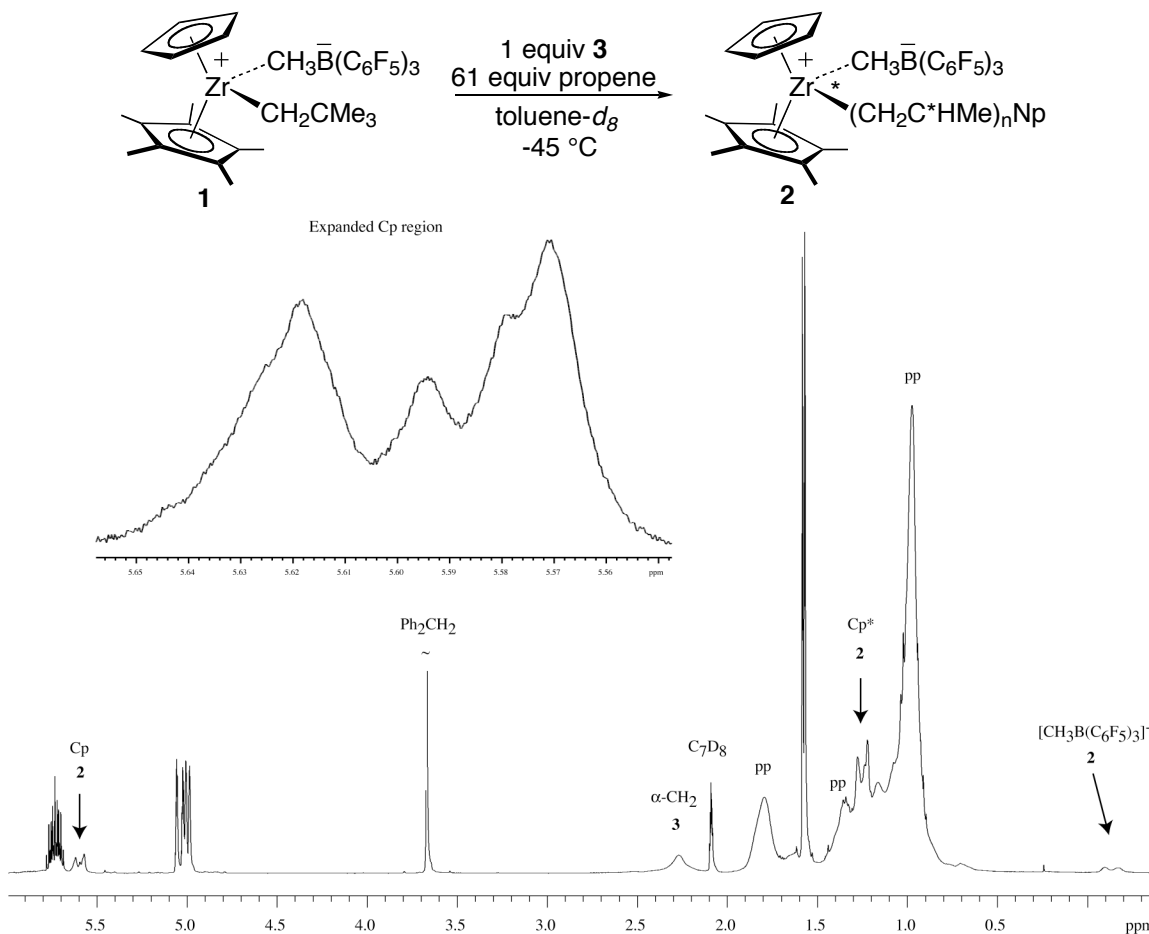 +
Zr
CH3B̅(C6F5)3
CH2CMe3
1
1 equiv 3
61 equiv propene
toluene-d8
-45 °C
+
Zr
*
CH3B̅(C6F5)3
(CH2C*HMe)nNp
2
Expanded Cp region
5.65 5.64 5.63 5.62 5.61 5.60 5.59 5.58 5.57 5.56 ppm
pp
Ph2CH2
~
Cp*
2
[CH3B(C6F5)3]-
2
Cp
2
C7D8
pp
pp
α-CH2
3
5.5 5.0 4.5 4.0 3.5 3.0 2.5 2.0 1.5 1.0 0.5 ppm